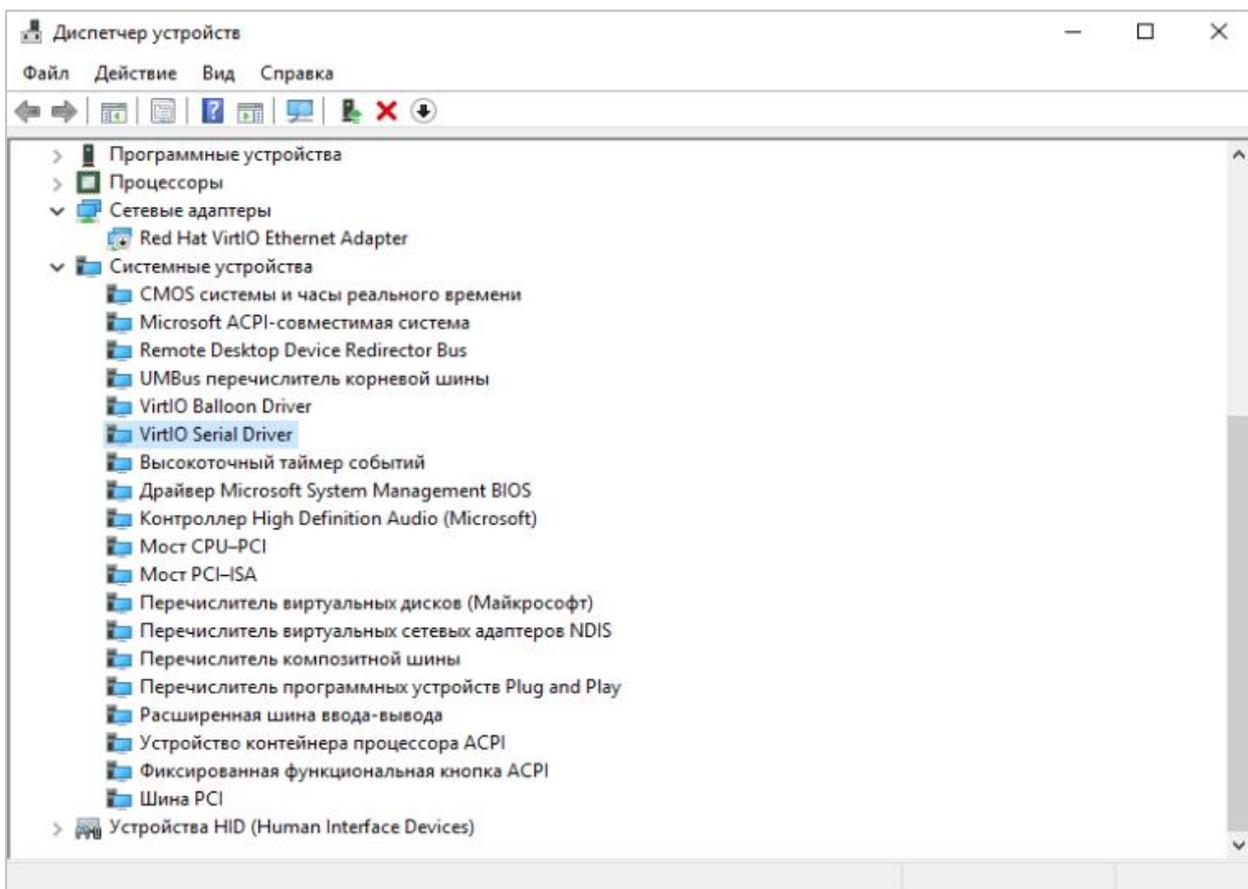 Диспетчер устройств
Файл Действие Вид Справка
Программные устройства
Процессоры
Сетевые адаптеры
Red Hat VirtIO Ethernet Adapter
Системные устройства
CMOS системы и часы реального времени
Microsoft ACPI-совместимая система
Remote Desktop Device Redirector Bus
UMBus перечислитель корневой шины
VirtIO Balloon Driver
VirtIO Serial Driver
Высокоточный таймер событий
Драйвер Microsoft System Management BIOS
Контроллер High Definition Audio (Microsoft)
Мост CPU–PCI
Мост PCI–ISA
Перечислитель виртуальных дисков (Майкрософт)
Перечислитель виртуальных сетевых адаптеров NDIS
Перечислитель композитной шины
Перечислитель программных устройств Plug and Play
Расширенная шина ввода-вывода
Устройство контейнера процессора ACPI
Фиксированная функциональная кнопка ACPI
Шина PCI
Устройства HID (Human Interface Devices)